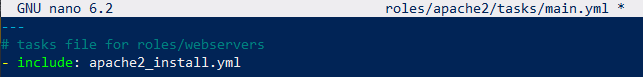 GNU nano 6.2 roles/apache2/tasks/main.yml *
---
# tasks file for roles/webservers
- include: apache2_install.yml